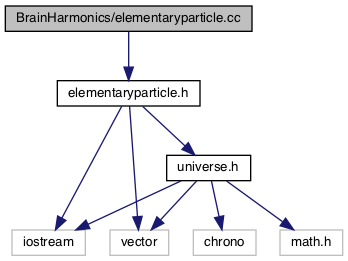 BrainHarmonics/elementaryparticle.cc
elementaryparticle.h
universe.h
iostream
vector
chrono
math.h